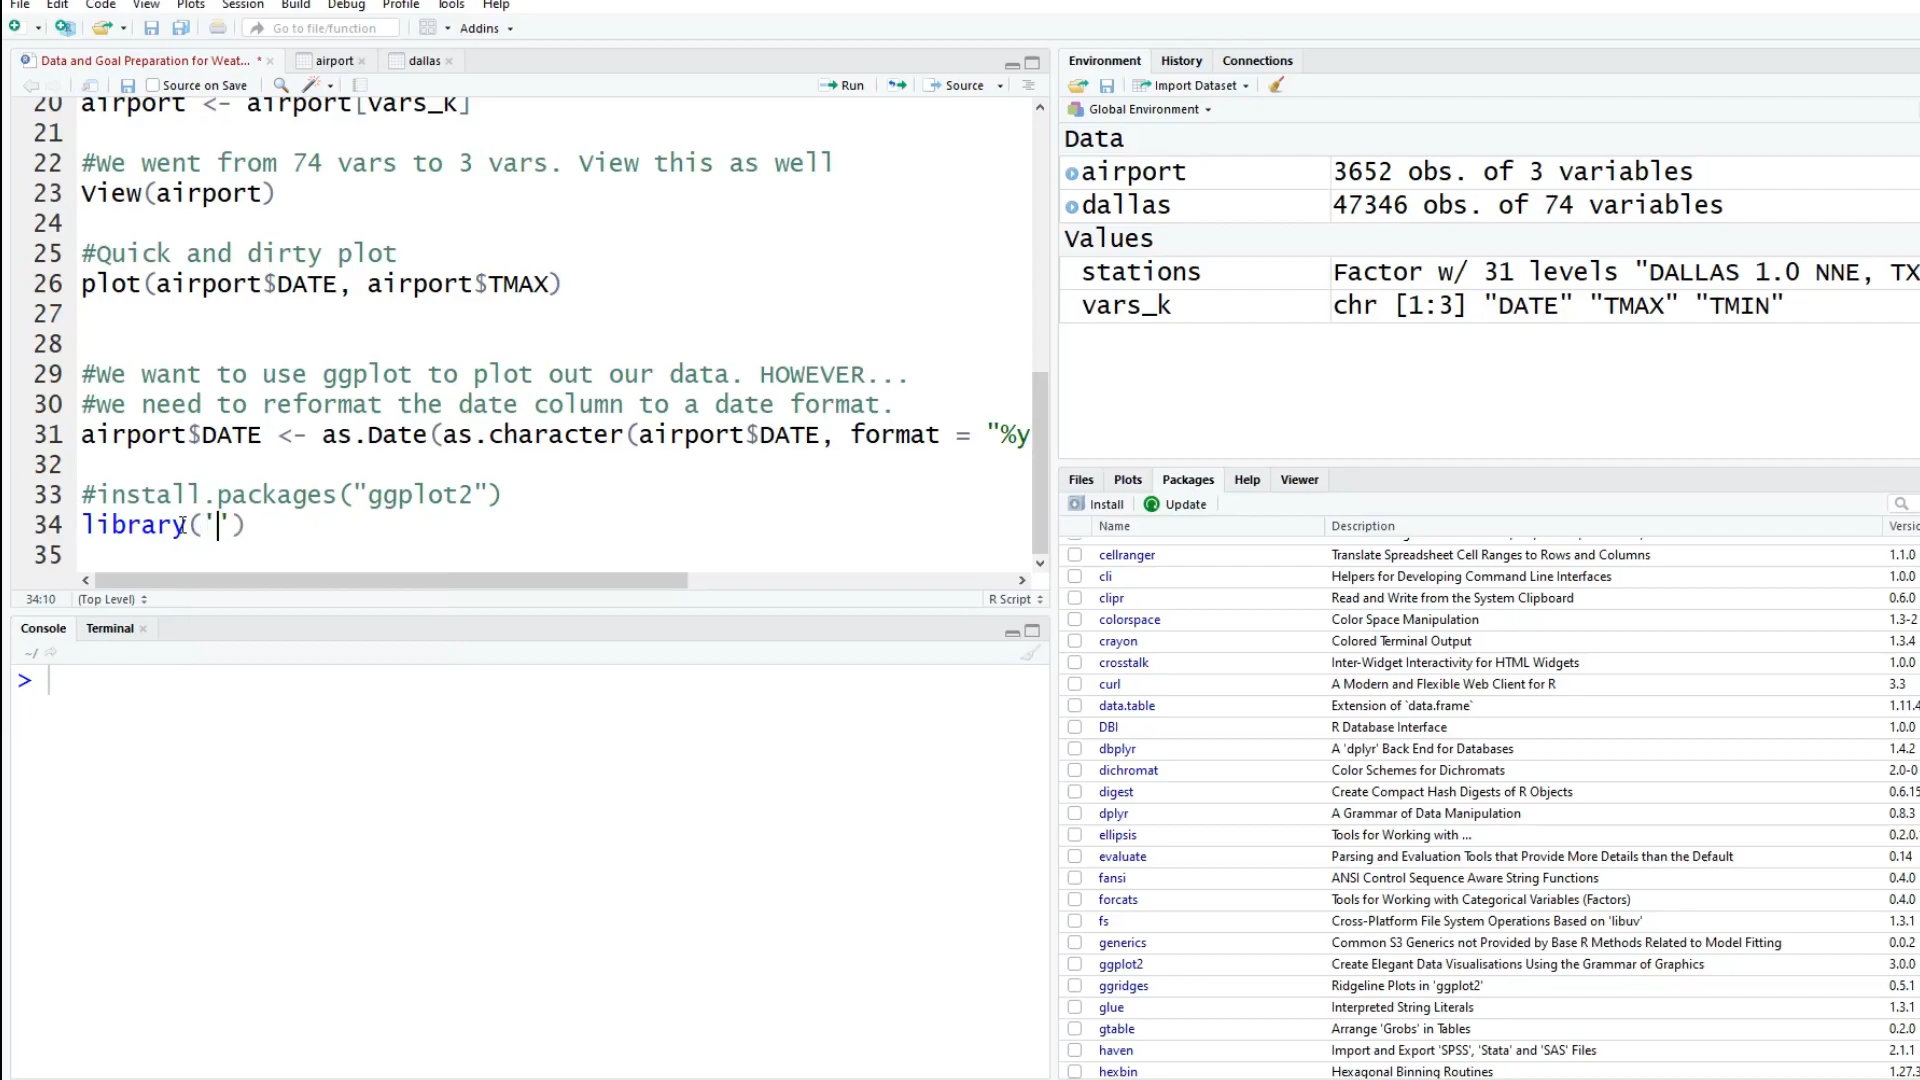 File Edit Code View Plots Session Build Debug Profile Tools Help
Go to file/function Addins
Data and Goal Preparation for Weat... * airport dallas
Source on Save Run Source
20 airport <- airport[vars_k]
21
22 #We went from 74 vars to 3 vars. View this as well
23 View(airport)
24
25 #Quick and dirty plot
26 plot(airport$DATE, airport$TMAX)
27
28
29 #We want to use ggplot to plot out our data. HOWEVER...
30 #we need to reformat the date column to a date format.
31 airport$DATE <- as.Date(as.character(airport$DATE, format = "%y
32
33 #install.packages("ggplot2")
34 library('')
35
34:10 (Top Level) R Script
Console Terminal
~/
>
Environment History Connections
Import Dataset
Global Environment
Data
airport 3652 obs. of 3 variables
dallas 47346 obs. of 74 variables
Values
stations Factor w/ 31 levels "DALLAS 1.0 NNE, TX
vars_k chr [1:3] "DATE" "TMAX" "TMIN"
Files Plots Packages Help Viewer
Install Update
Name Description Versio
cellranger Translate Spreadsheet Cell Ranges to Rows and Columns 1.1.0
cli Helpers for Developing Command Line Interfaces 1.0.0
clipr Read and Write from the System Clipboard 0.6.0
colorspace Color Space Manipulation 1.3-2
crayon Colored Terminal Output 1.3.4
crosstalk Inter-Widget Interactivity for HTML Widgets 1.0.0
curl A Modern and Flexible Web Client for R 3.3
data.table Extension of `data.frame` 1.11.4
DBI R Database Interface 1.0.0
dbplyr A 'dplyr' Back End for Databases 1.4.2
dichromat Color Schemes for Dichromats 2.0-0
digest Create Compact Hash Digests of R Objects 0.6.15
dplyr A Grammar of Data Manipulation 0.8.3
ellipsis Tools for Working with ... 0.2.0.
evaluate Parsing and Evaluation Tools that Provide More Details than the Default 0.14
fansi ANSI Control Sequence Aware String Functions 0.4.0
forcats Tools for Working with Categorical Variables (Factors) 0.4.0
fs Cross-Platform File System Operations Based on 'libuv' 1.3.1
generics Common S3 Generics not Provided by Base R Methods Related to Model Fitting 0.0.2
ggplot2 Create Elegant Data Visualisations Using the Grammar of Graphics 3.0.0
ggridges Ridgeline Plots in 'ggplot2' 0.5.1
glue Interpreted String Literals 1.3.1
gtable Arrange 'Grobs' in Tables 0.2.0
haven Import and Export 'SPSS', 'Stata' and 'SAS' Files 2.1.1
hexbin Hexagonal Binning Routines 1.27.3